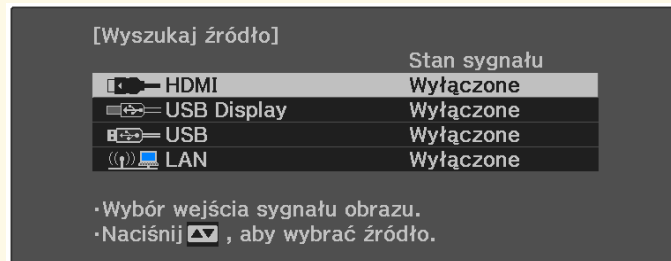 [Wyszukaj źródło]
Stan sygnału
HDMI Wyłączone
USB Display Wyłączone
USB Wyłączone
LAN Wyłączone
·Wybór wejścia sygnału obrazu.
·Naciśnij ▲▼ , aby wybrać źródło.